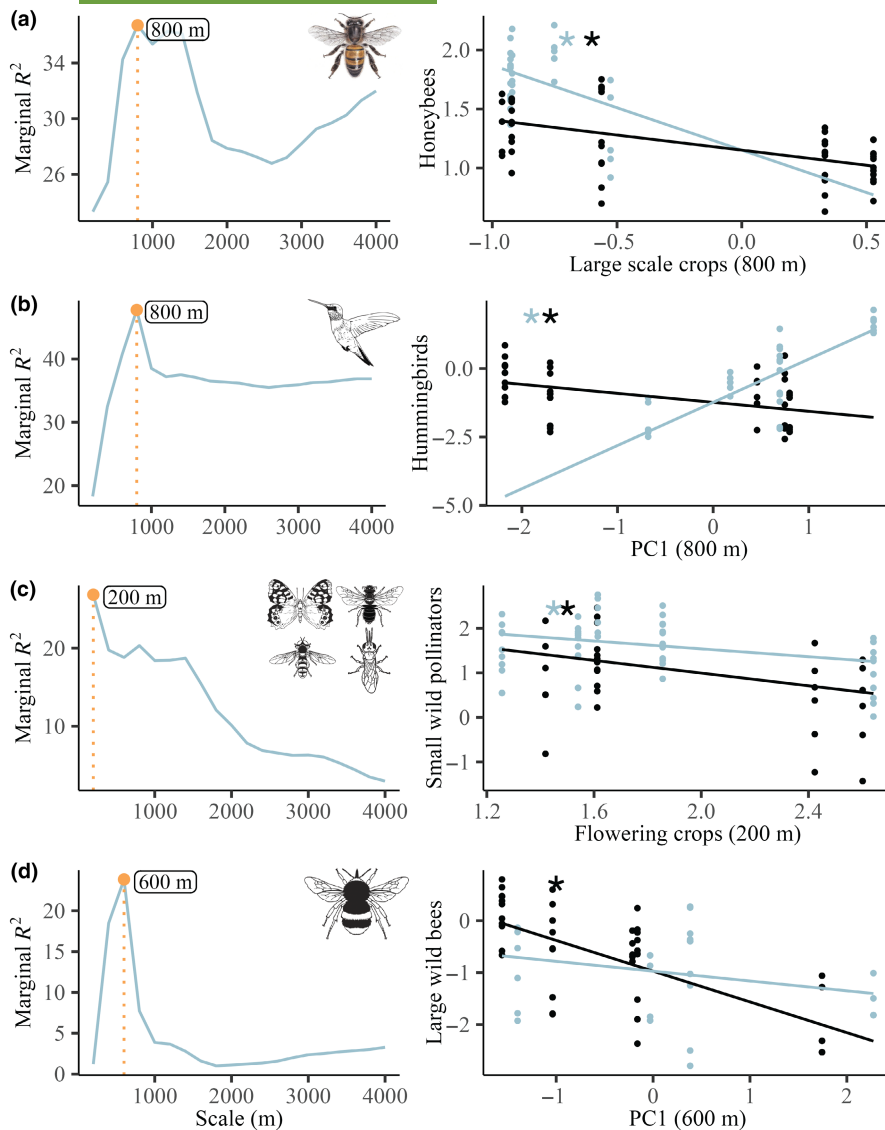 (a)
800 m
Marginal R²
34
30
26
1000 2000 3000 4000
* *
Honeybees
2.0
1.5
1.0
−1.0 −0.5 0.0 0.5
Large scale crops (800 m)
(b)
800 m
Marginal R²
40
30
20
1000 2000 3000 4000
* *
Hummingbirds
0.0
−2.5
−5.0
−2 −1 0 1
PC1 (800 m)
(c)
200 m
Marginal R²
20
10
1000 2000 3000 4000
* *
Small wild pollinators
2
1
0
−1
1.2 1.6 2.0 2.4
Flowering crops (200 m)
(d)
600 m
Marginal R²
20
15
10
5
0
1000 2000 3000 4000
Scale (m)
*
Large wild bees
0
−1
−2
−1 0 1 2
PC1 (600 m)